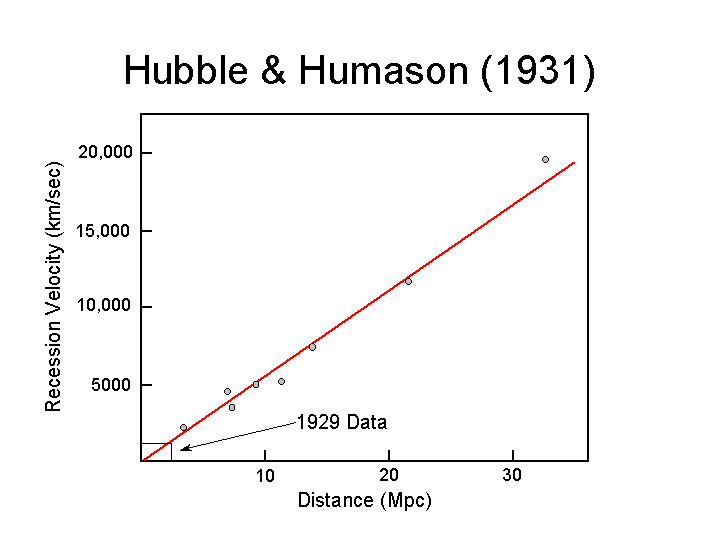 Hubble & Humason (1931)
20,000
15,000
10,000
5000
Recession Velocity (km/sec)
1929 Data
10
20
30
Distance (Mpc)